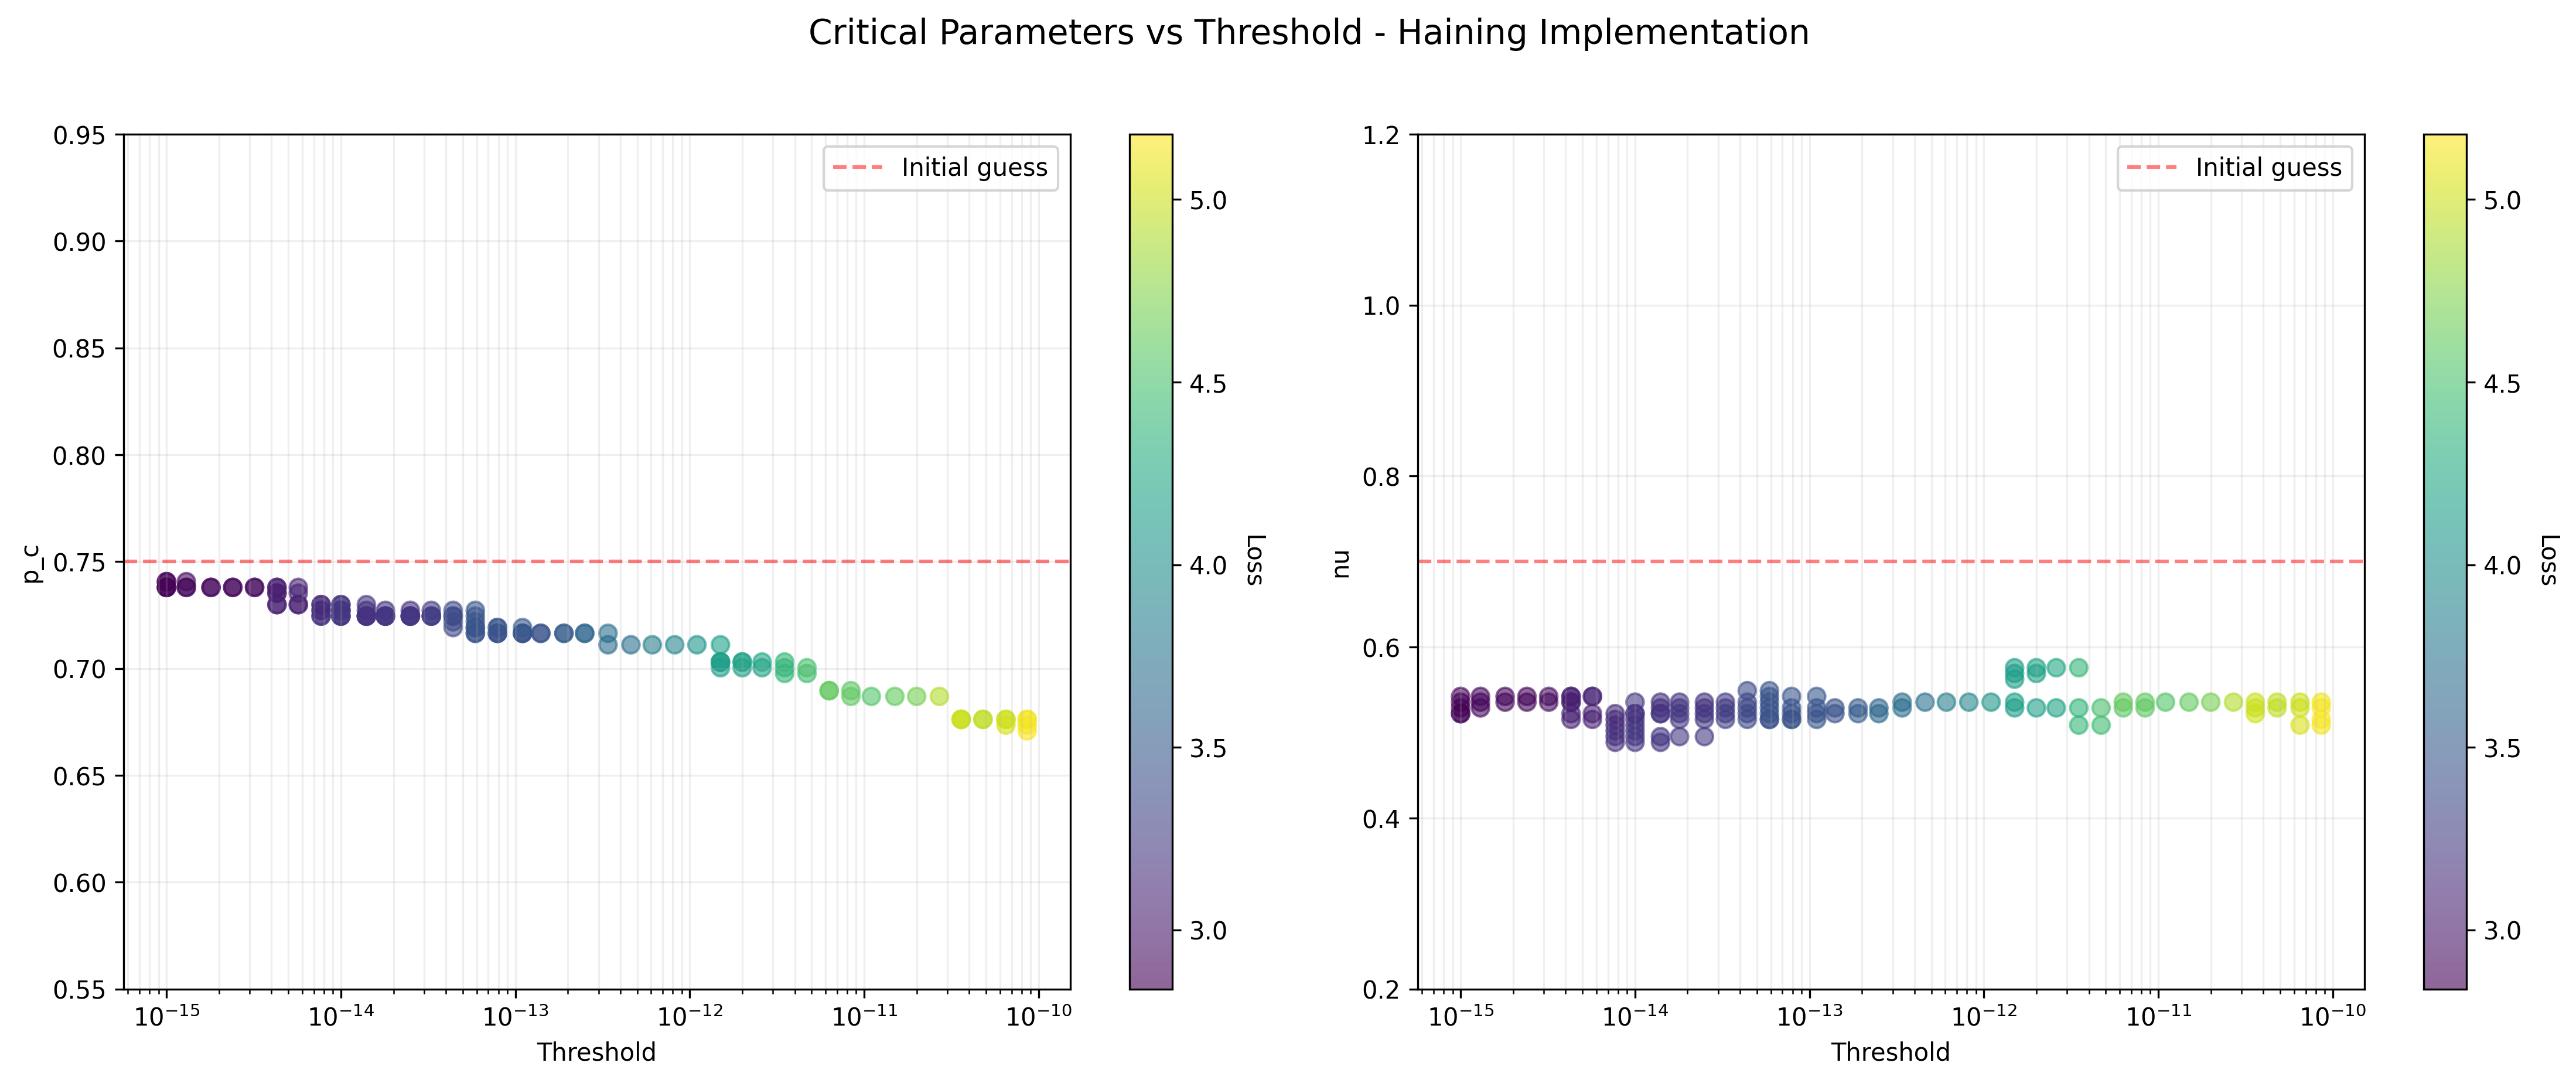 Critical Parameters vs Threshold - Haining Implementation
Initial guess
p_c
0.95
0.90
0.85
0.80
0.75
0.70
0.65
0.60
0.55
10⁻¹⁵ 10⁻¹⁴ 10⁻¹³ 10⁻¹² 10⁻¹¹ 10⁻¹⁰
Threshold
5.0
4.5
4.0
3.5
3.0
Loss
Initial guess
nu
1.2
1.0
0.8
0.6
0.4
0.2
10⁻¹⁵ 10⁻¹⁴ 10⁻¹³ 10⁻¹² 10⁻¹¹ 10⁻¹⁰
Threshold
5.0
4.5
4.0
3.5
3.0
Loss